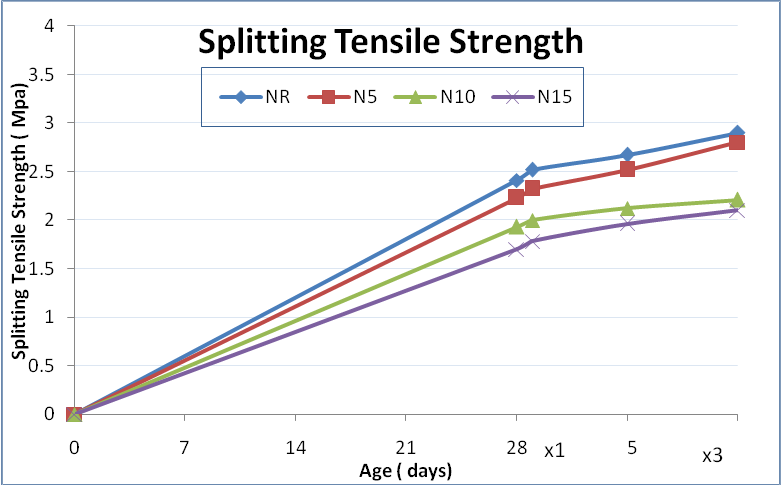 Splitting Tensile Strength
NR N5 N10 N15
Splitting Tensile Strength ( Mpa)
4
3.5
3
2.5
2
1.5
1
0.5
0
0 7 14 21 28 x1 5 x3
Age ( days)